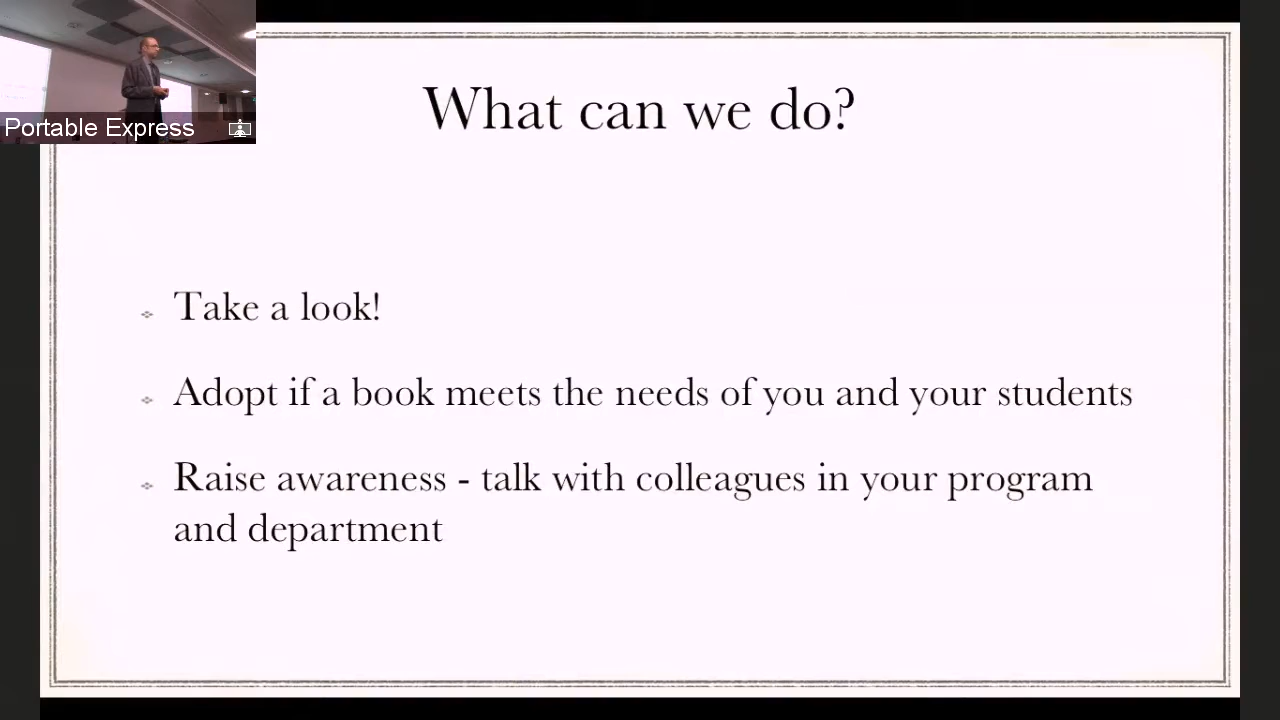 Portable Express
What can we do?
Take a look!
Adopt if a book meets the needs of you and your students
Raise awareness - talk with colleagues in your program
and department